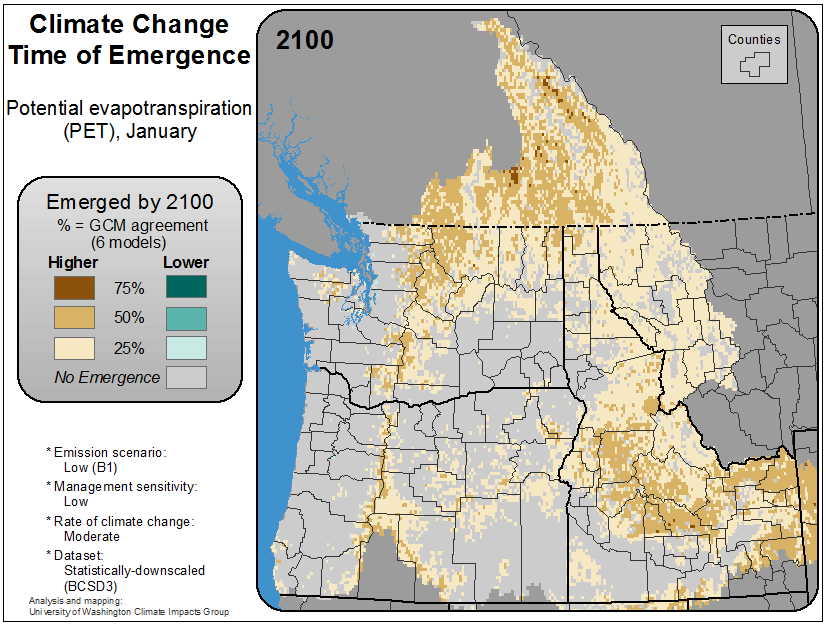 Climate Change
Time of Emergence
Potential evapotranspiration
(PET), January
Emerged by 2100
% = GCM agreement
(6 models)
Higher Lower
75%
50%
25%
No Emergence
* Emission scenario:
Low (B1)
* Management sensitivity:
Low
* Rate of climate change:
Moderate
* Dataset:
Statistically-downscaled
(BCSD3)
Analysis and mapping:
University of Washington Climate Impacts Group
2100
Counties